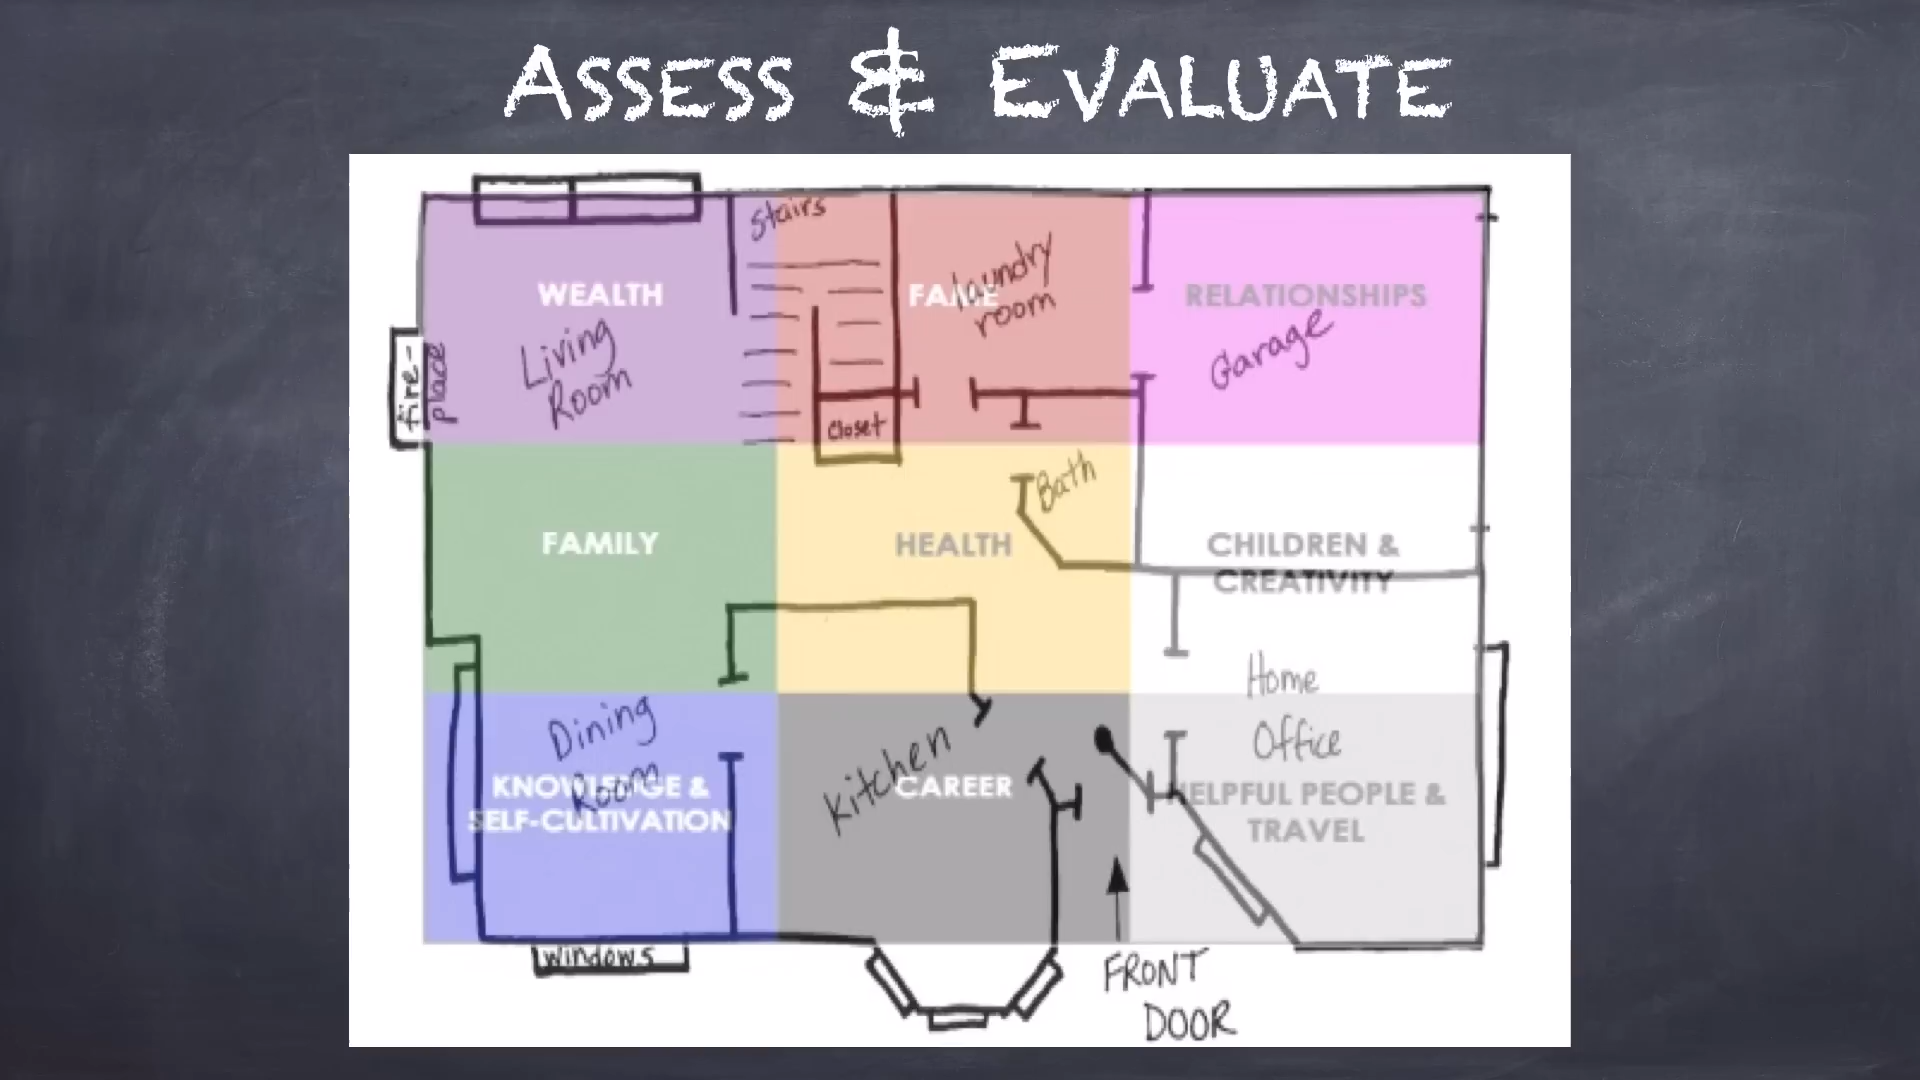 ASSESS & EVALUATE
Stairs
WEALTH
FAME
laundry
room
RELATIONSHIPS
Living
Room
Garage
fire-
place
Closet
Bath
FAMILY
HEALTH
CHILDREN &
CREATIVITY
Home
Office
Dining
Room
Kitchen
KNOWLEDGE &
SELF-CULTIVATION
CAREER
HELPFUL PEOPLE &
TRAVEL
windows
FRONT
DOOR